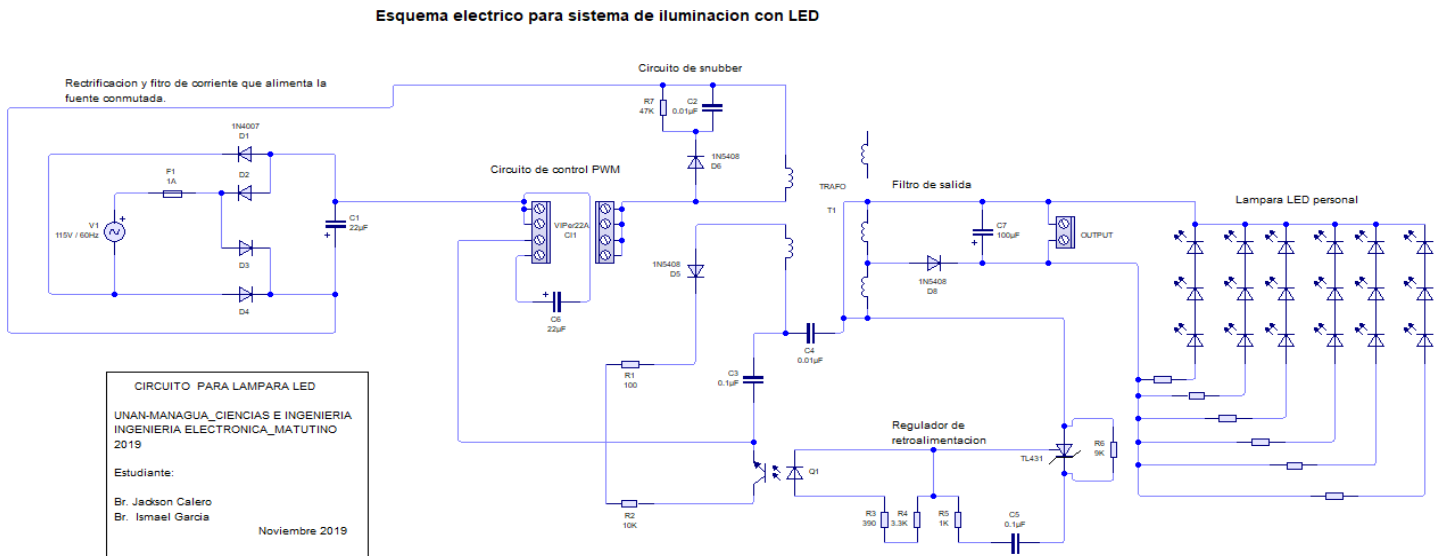 Esquema electrico para sistema de iluminacion con LED
Circuito de snubber
Rectificacion y fitro de corriente que alimenta la
fuente conmutada.
R7
47K
C2
0.01µF
1N4007
D1
D2
F1
1A
V1
115V / 60Hz
D3
D4
C1
22µF
Circuito de control PWM
1N5408
D6
VIPer22A
CI1
C6
22µF
1N5408
D5
TRAFO
T1
Filtro de salida
C7
100µF
OUTPUT
1N5408
D8
Lampara LED personal
C4
0.01µF
R1
100
C3
0.1µF
R2
10K
Q1
Regulador de
retroalimentacion
TL431
R6
9K
R3
390
R4
3.3K
R5
1K
C5
0.1µF
CIRCUITO PARA LAMPARA LED
UNAN-MANAGUA_CIENCIAS E INGENIERIA
INGENIERIA ELECTRONICA_MATUTINO
2019
Estudiante:
Br. Jackson Calero
Br. Ismael Garcia
Noviembre 2019